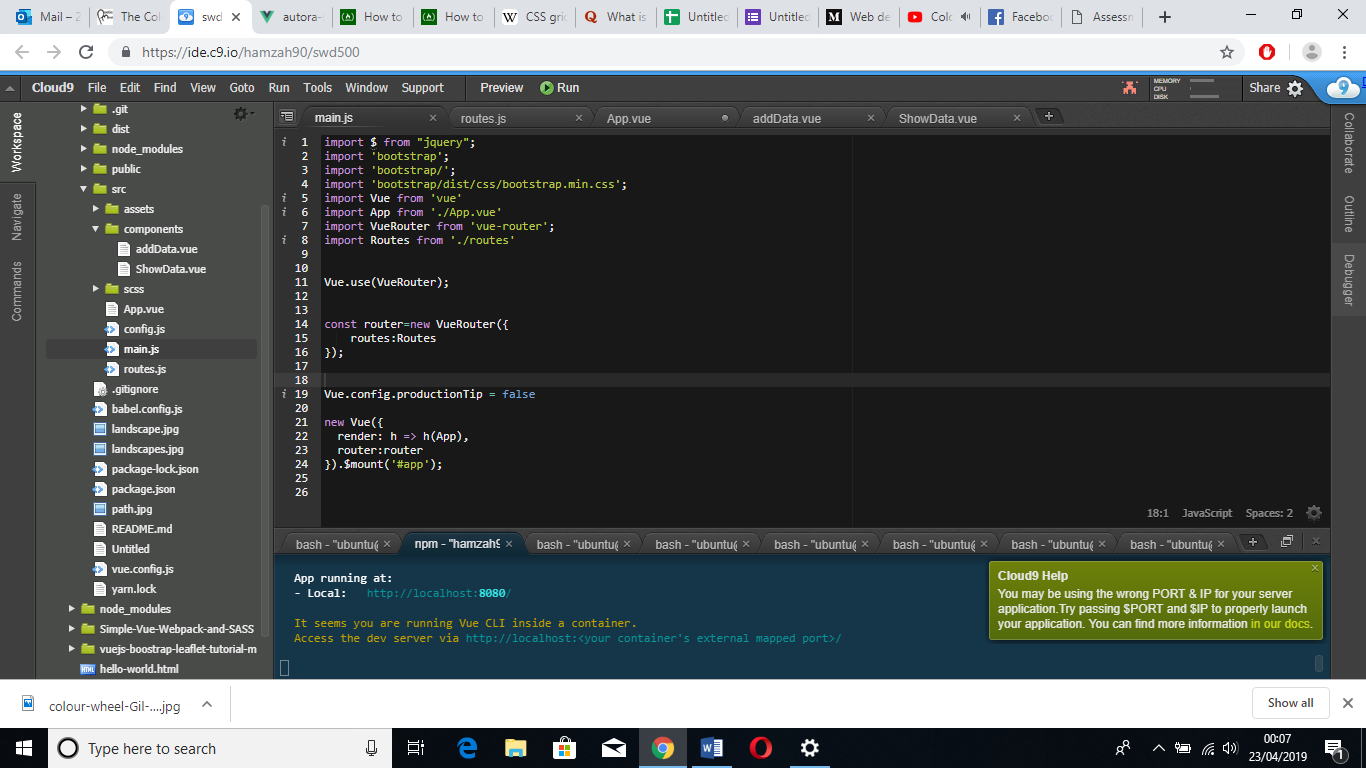 Mail – Z
The Col
swd
autora-
How to
How to
CSS gri
What is
Untitled
Untitled
Web de
Colo
Facebo
Assessm
https://ide.c9.io/hamzah90/swd500
Cloud9 File Edit Find View Goto Run Tools Window Support Preview Run
MEMORY
CPU
DISK
Share
Workspace
Navigate
Commands
.git
dist
node_modules
public
src
assets
components
addData.vue
ShowData.vue
scss
App.vue
config.js
main.js
routes.js
.gitignore
babel.config.js
landscape.jpg
landscapes.jpg
package-lock.json
package.json
path.jpg
README.md
Untitled
vue.config.js
yarn.lock
node_modules
Simple-Vue-Webpack-and-SASS
vuejs-boostrap-leaflet-tutorial-m
hello-world.html
main.js routes.js App.vue addData.vue ShowData.vue
1 import $ from "jquery";
2 import 'bootstrap';
3 import 'bootstrap/';
4 import 'bootstrap/dist/css/bootstrap.min.css';
5 import Vue from 'vue'
6 import App from './App.vue'
7 import VueRouter from 'vue-router';
8 import Routes from './routes'
9
10
11 Vue.use(VueRouter);
12
13
14 const router=new VueRouter({
15 routes:Routes
16 });
17
18
19 Vue.config.productionTip = false
20
21 new Vue({
22 render: h => h(App),
23 router:router
24 }).$mount('#app');
25
26
18:1 JavaScript Spaces: 2
Collaborate
Outline
Debugger
bash - "ubuntu@ npm - "hamzah9 bash - "ubuntu@ bash - "ubuntu@ bash - "ubuntu@ bash - "ubuntu@ bash - "ubuntu@ bash - "ubuntu@
App running at:
- Local: http://localhost:8080/
It seems you are running Vue CLI inside a container.
Access the dev server via http://localhost:<your container's external mapped port>/
Cloud9 Help
You may be using the wrong PORT & IP for your server
application.Try passing $PORT and $IP to properly launch
your application. You can find more information in our docs.
colour-wheel-Gil-....jpg
Show all
Type here to search
00:07
23/04/2019
1